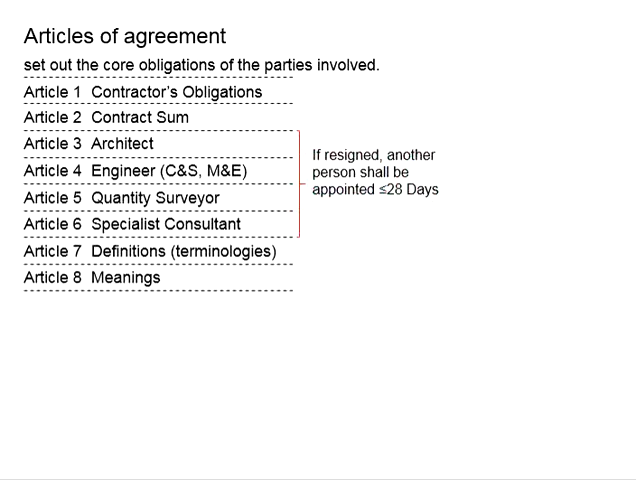 Articles of agreement
set out the core obligations of the parties involved.
Article 1 Contractor's Obligations
Article 2 Contract Sum
Article 3 Architect
Article 4 Engineer (C&S, M&E)
Article 5 Quantity Surveyor
Article 6 Specialist Consultant
Article 7 Definitions (terminologies)
Article 8 Meanings
If resigned, another
person shall be
appointed ≤28 Days